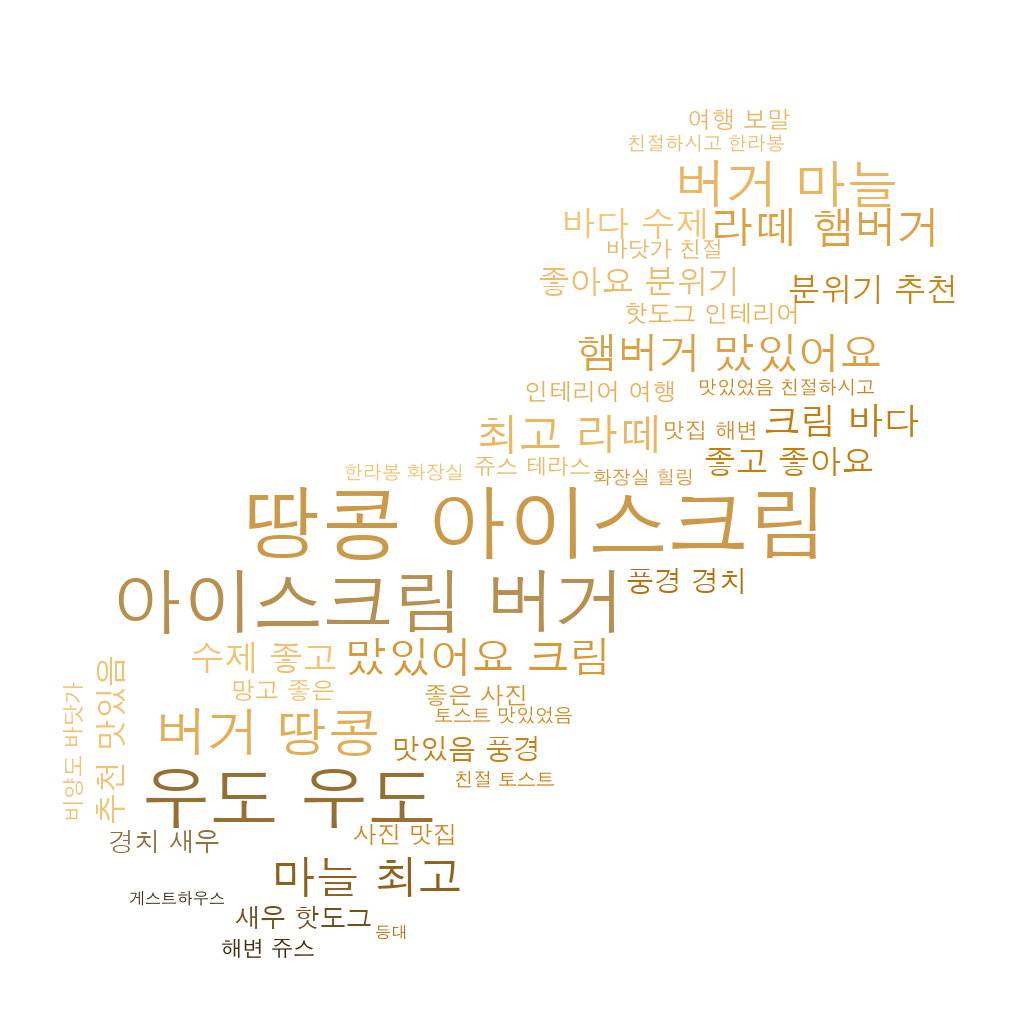 여행 보말
친절하시고 한라봉
버거 마늘
바다 수제
라떼 햄버거
바닷가 친절
좋아요 분위기
분위기 추천
핫도그 인테리어
햄버거 맜있어요
인테리어 여행
맛있었음 친절하시고
최고 라떼
맛집 해변
크림 바다
좋고 좋아요
한라봉 화장실
쥬스 테라스
화장실 힐링
땅콩 아이스크림
아이스크림 버거
풍경 경치
수제 좋고
맜있어요 크림
망고 좋은
좋은 사진
토스트 맛있었음
비양도 바닷가
추천 맛있음
버거 땅콩
맛있음 풍경
우도 우도
친절 토스트
경치 새우
사진 맛집
마늘 최고
게스트하우스
새우 핫도그
등대
해변 쥬스